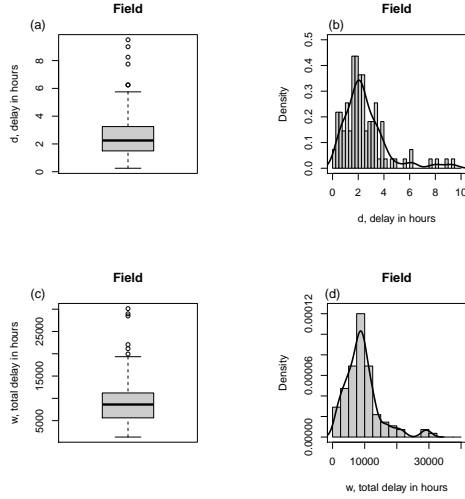 Field
(a)
d, delay in hours
0 2 4 6 8
Field
(b)
Density
0.0 0.1 0.2 0.3 0.4 0.5
0 2 4 6 8 10
d, delay in hours
Field
(c)
w, total delay in hours
5000 15000 25000
Field
(d)
Density
0.00000 0.00006 0.00012
0 10000 30000
w, total delay in hours